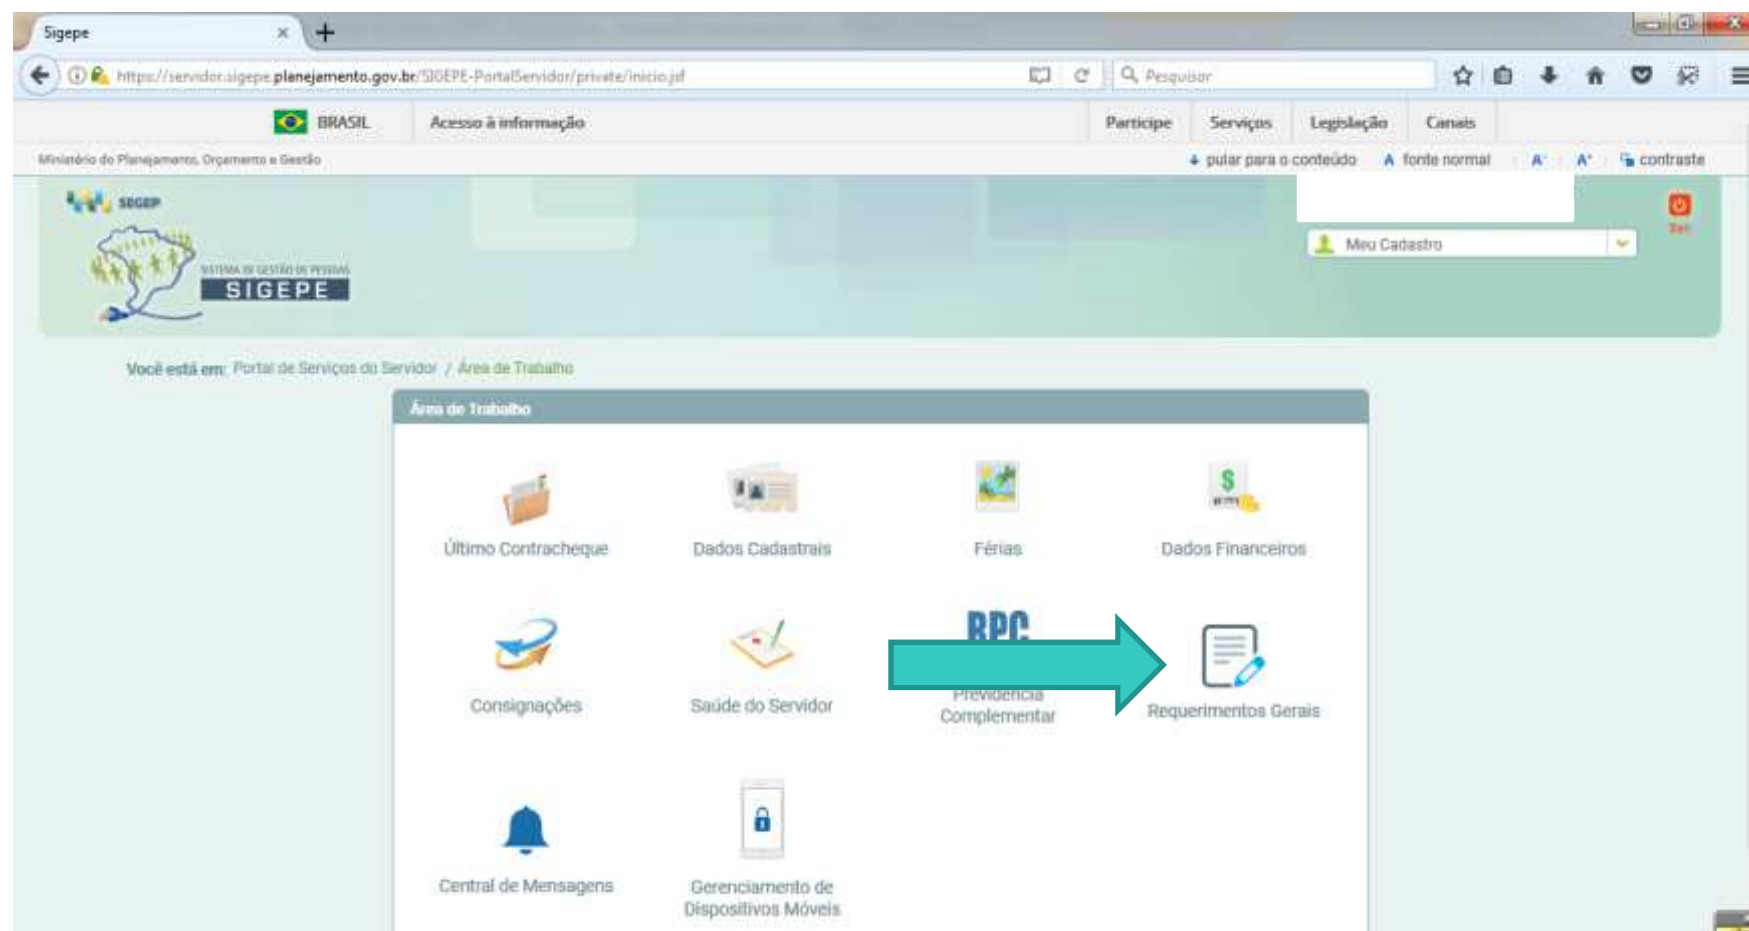 Sigepe
https://servidor.sigepe.planejamento.gov.br/SIGEPE-PortalServidor/private/inicio.jsf
Pesquisar
BRASIL Acesso à informação Participe Serviços Legislação Canais
Ministério do Planejamento, Orçamento e Gestão pular para o conteúdo A fonte normal A- A+ contraste
SEGEP
Sair
Meu Cadastro
SISTEMA DE GESTÃO DE PESSOAS
SIGEPE
Você está em: Portal de Serviços do Servidor / Área de Trabalho
Área de Trabalho
Último Contracheque Dados Cadastrais Férias Dados Financeiros
RPC
Consignações Saúde do Servidor Previdência
Complementar Requerimentos Gerais
Central de Mensagens Gerenciamento de
Dispositivos Móveis